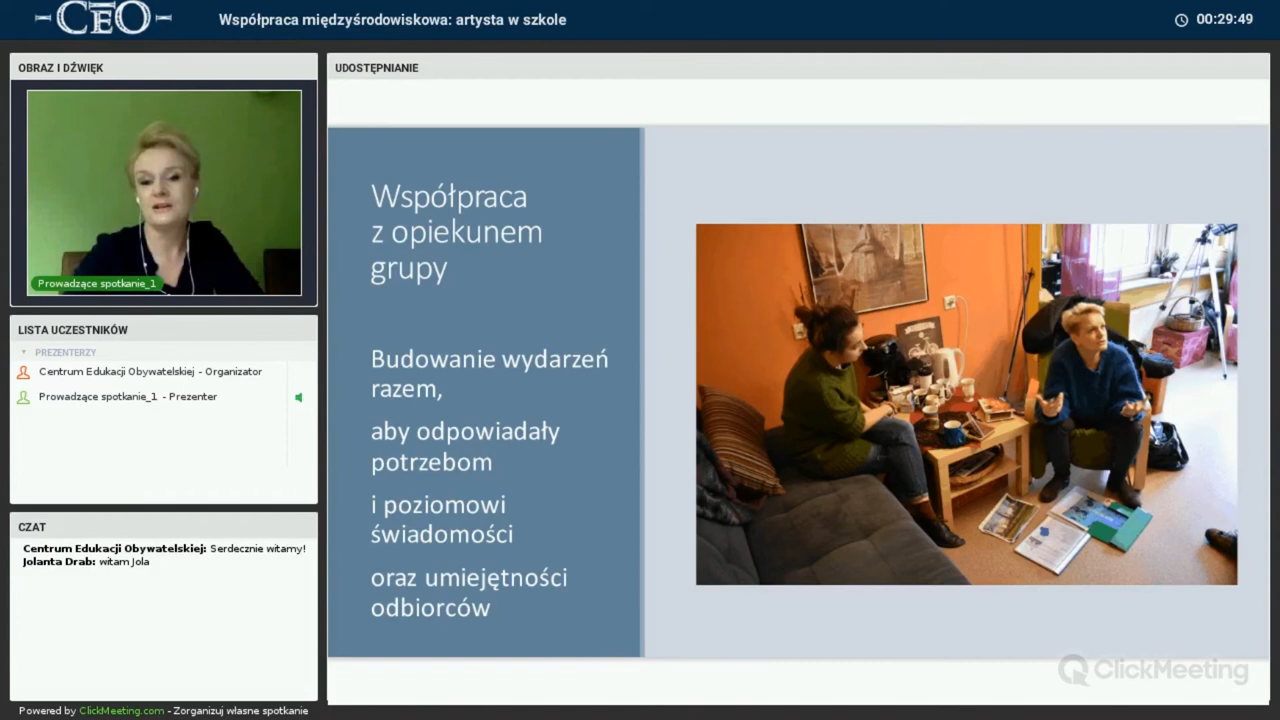 CEO
Współpraca międzyśrodowiskowa: artysta w szkole
00:29:49
OBRAZ I DŹWIĘK
Prowadzące spotkanie_1
LISTA UCZESTNIKÓW
PREZENTERZY
Centrum Edukacji Obywatelskiej - Organizator
Prowadzące spotkanie_1 - Prezenter
CZAT
Centrum Edukacji Obywatelskiej: Serdecznie witamy!
Jolanta Drab: witam Jola
Powered by ClickMeeting.com - Zorganizuj własne spotkanie
UDOSTĘPNIANIE
Współpraca
z opiekunem
grupy
Budowanie wydarzeń
razem,
aby odpowiadały
potrzebom
i poziomowi
świadomości
oraz umiejętności
odbiorców
ClickMeeting